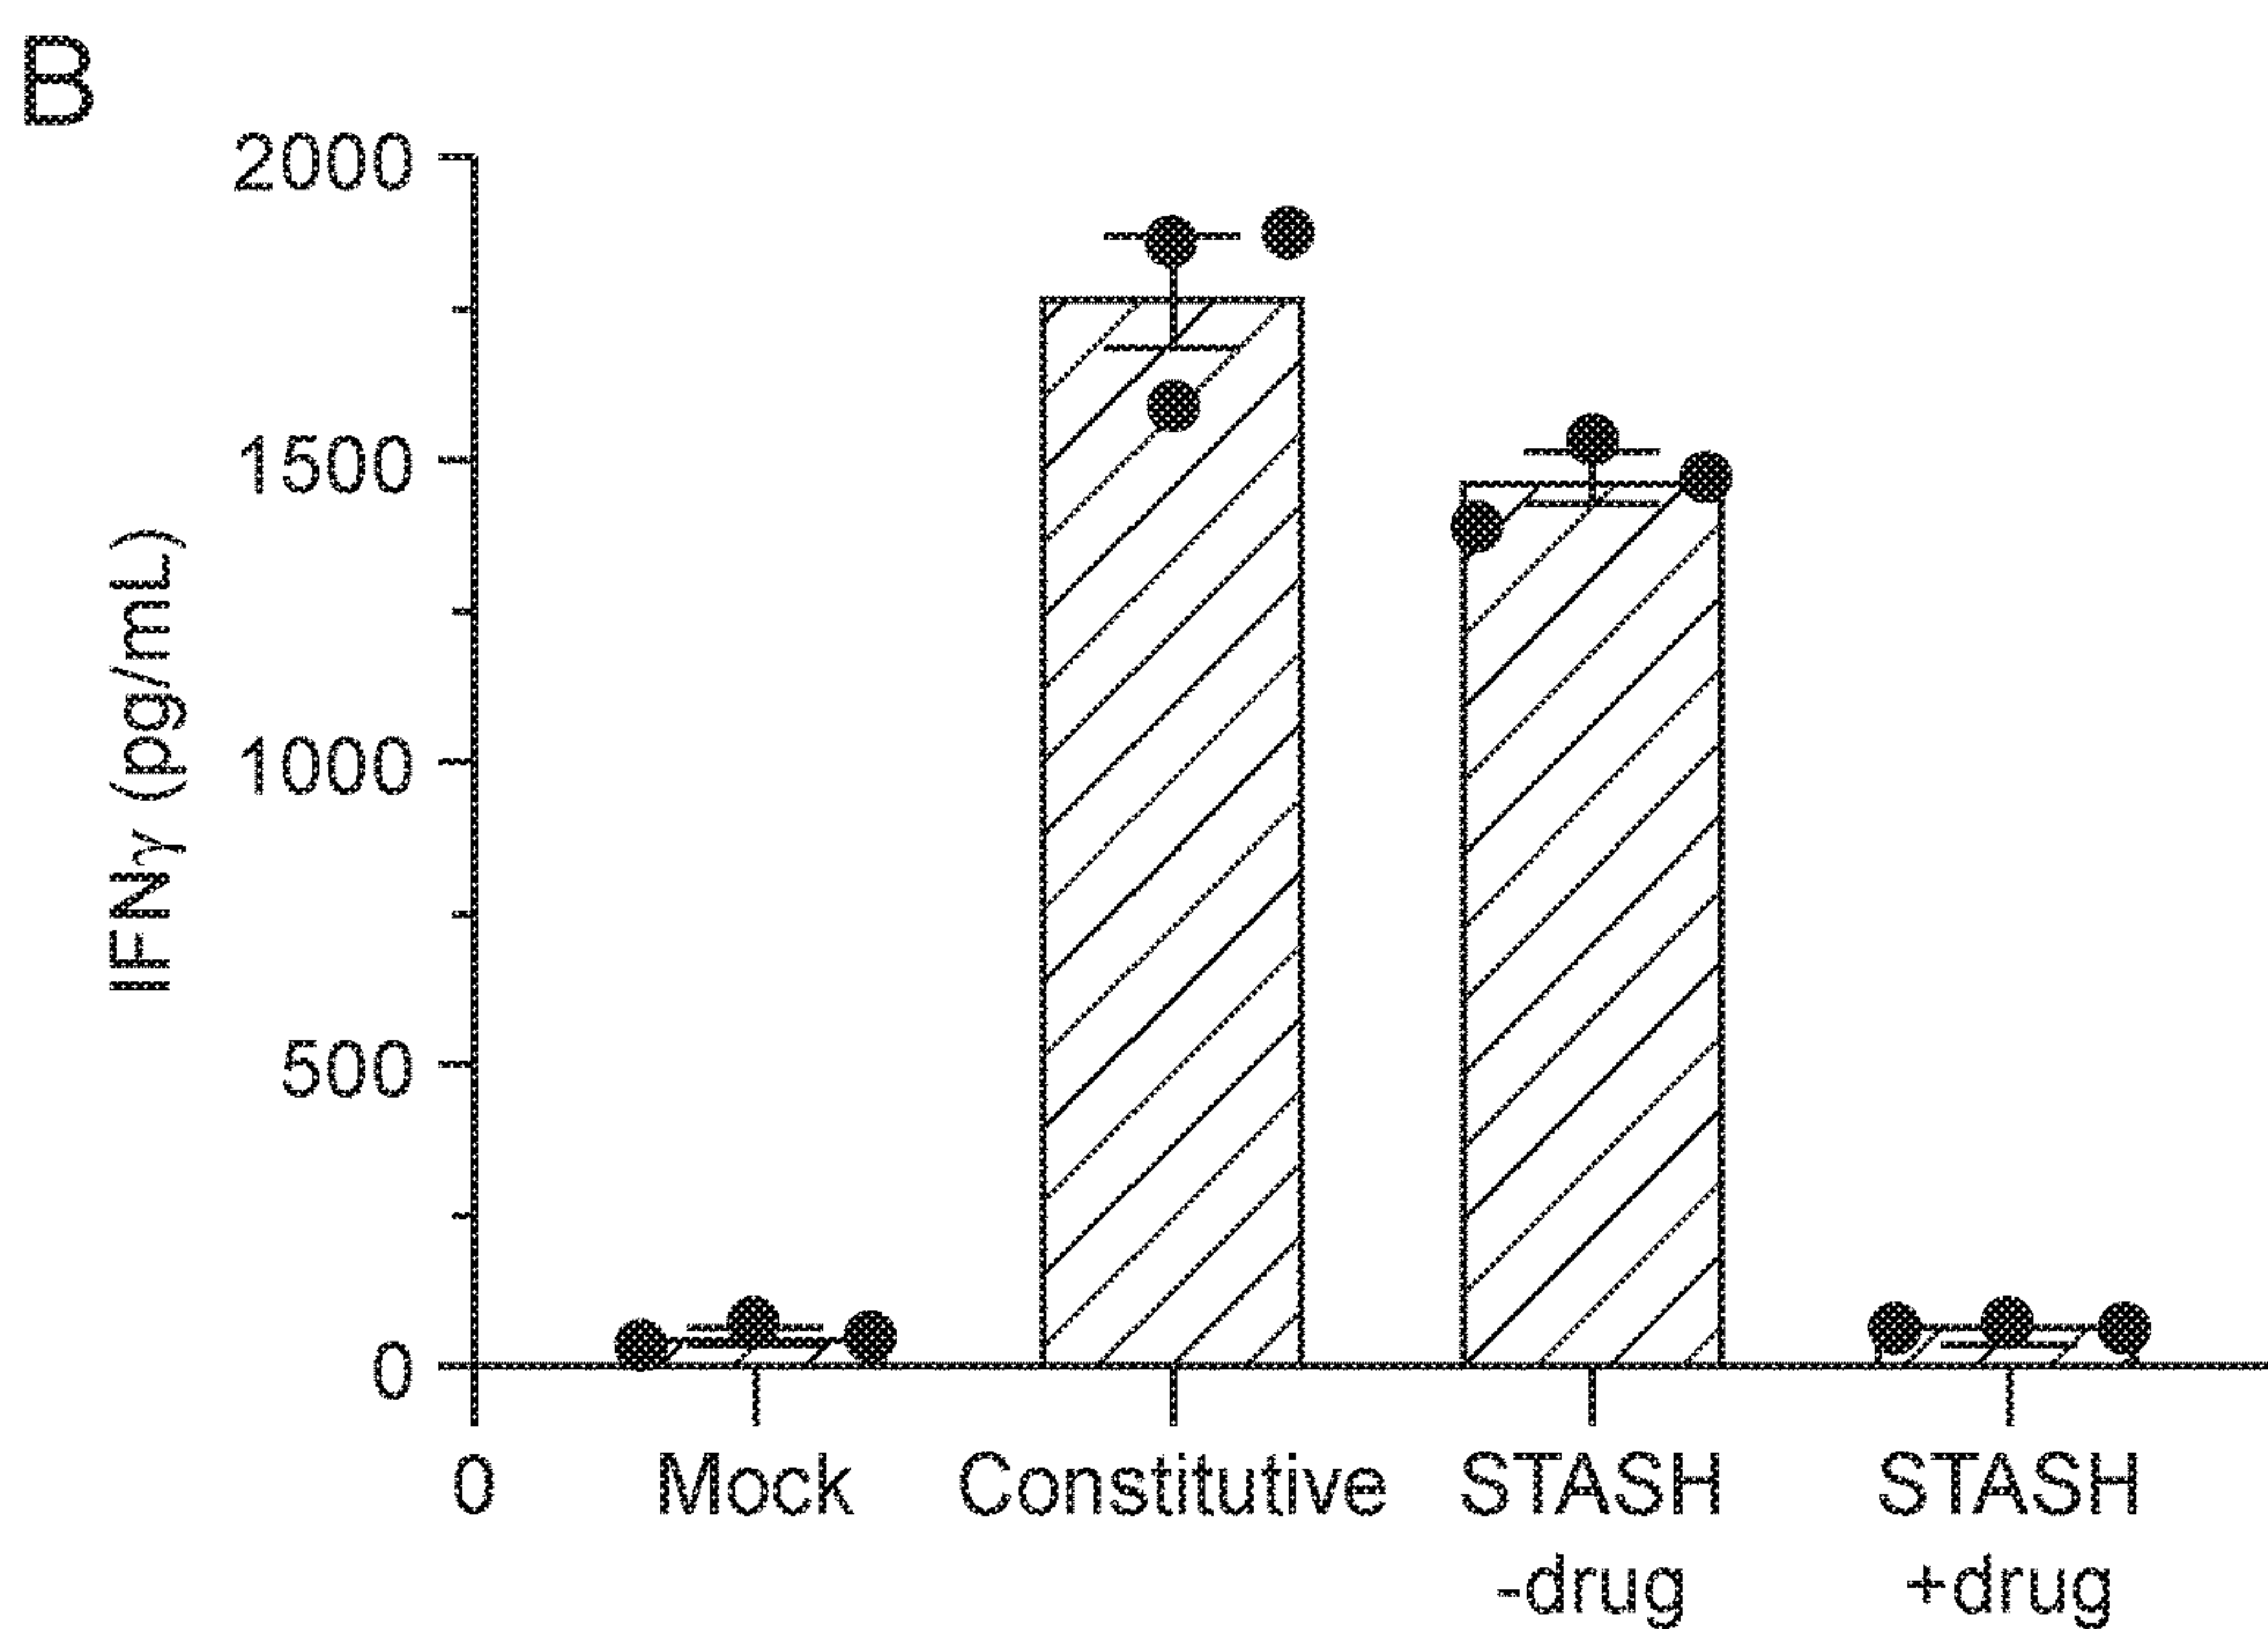 B
2000
1500
1000
500
0
IFNγ (pg/mL)
0 Mock Constitutive STASH STASH
-drug +drug